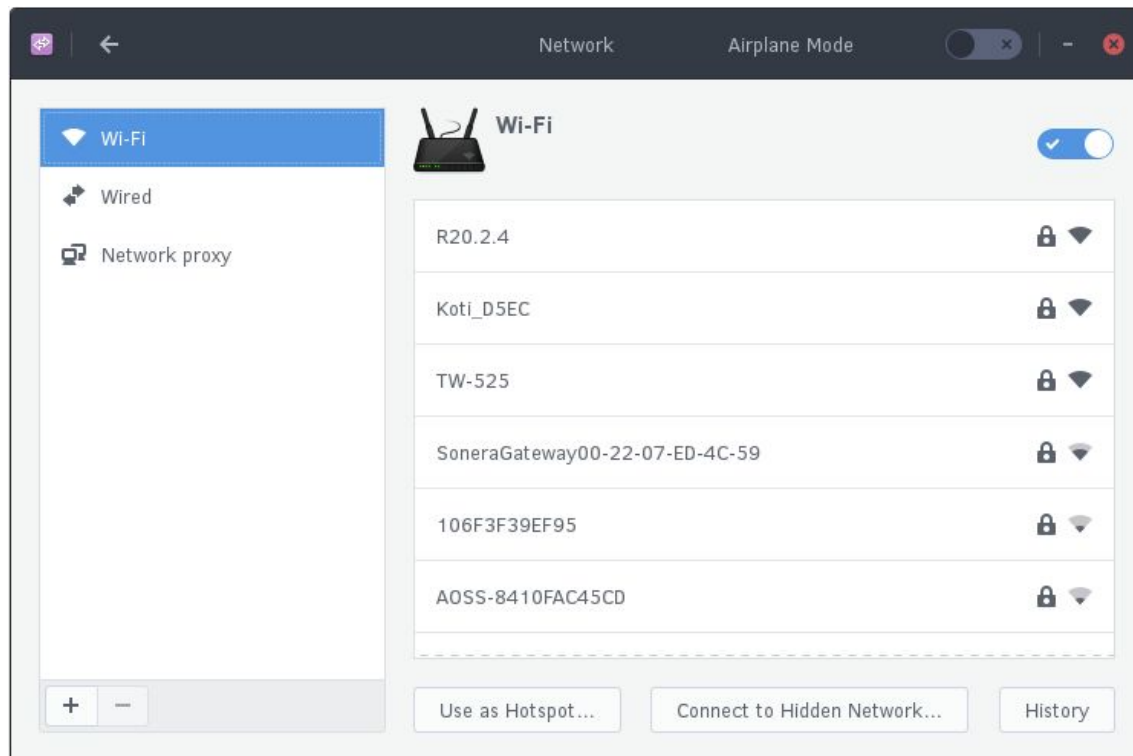 Network Airplane Mode
Wi-Fi
Wired
Network proxy
Wi-Fi
R20.2.4
Koti_D5EC
TW-525
SoneraGateway00-22-07-ED-4C-59
106F3F39EF95
AOSS-8410FAC45CD
Use as Hotspot... Connect to Hidden Network... History